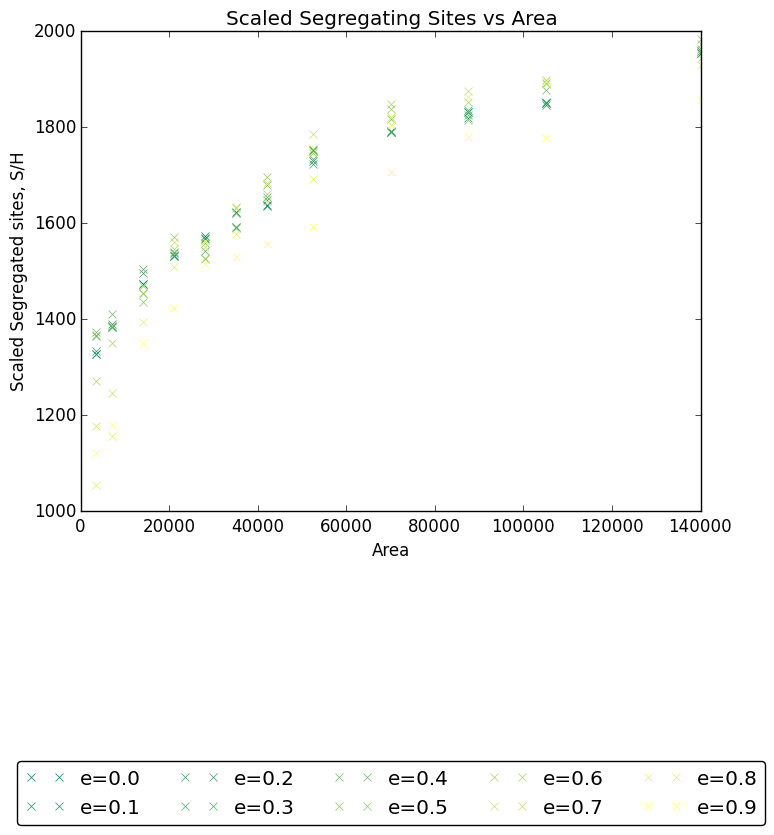 Scaled Segregating Sites vs Area
2000
1800
1600
1400
1200
1000
Scaled Segregated sites, S/H
0 20000 40000 60000 80000 100000 120000 140000
Area
e=0.0 e=0.2 e=0.4 e=0.6 e=0.8
e=0.1 e=0.3 e=0.5 e=0.7 e=0.9